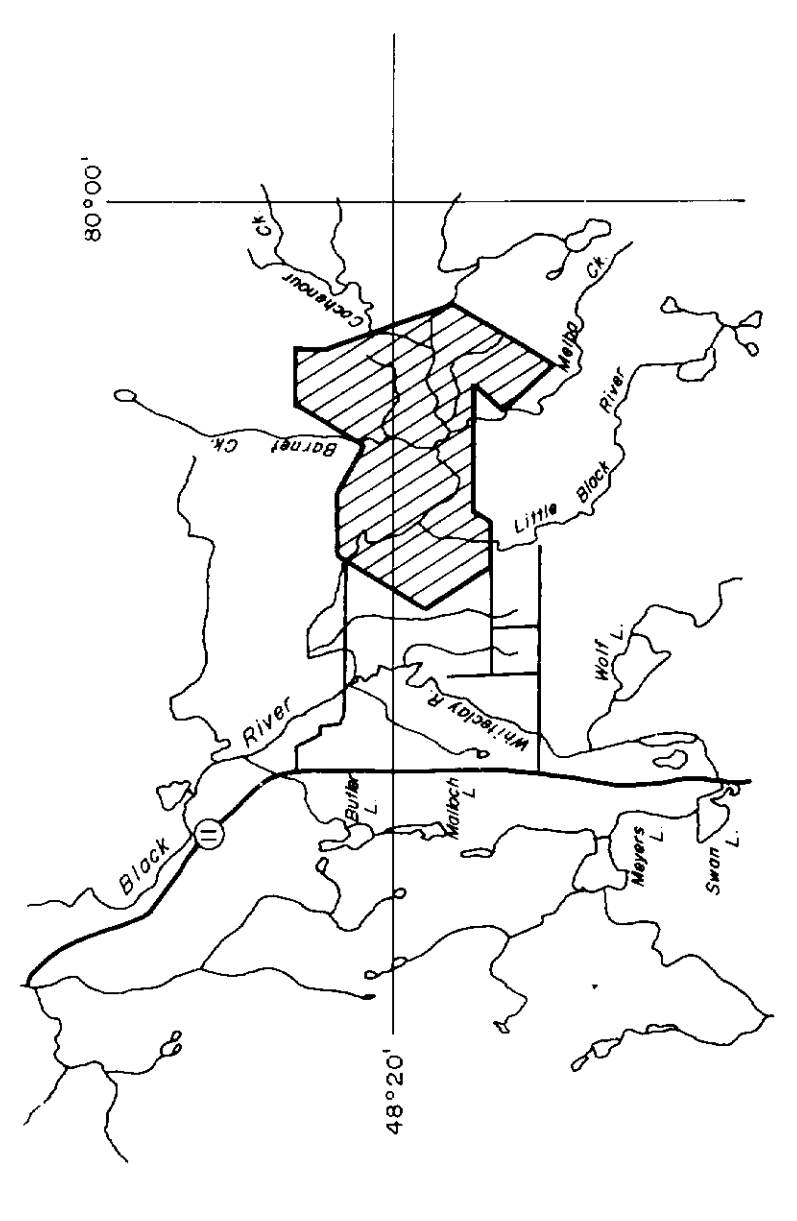 80°00'
Ck.
Cochenour
Ck.
Barnet
Melba
Ck.
River
Black
Little
Wolf
L.
River
Whiteclay R.
Butler
L.
Malloch
L
11
Black
Meyers
L.
Swan
L.
48°20'